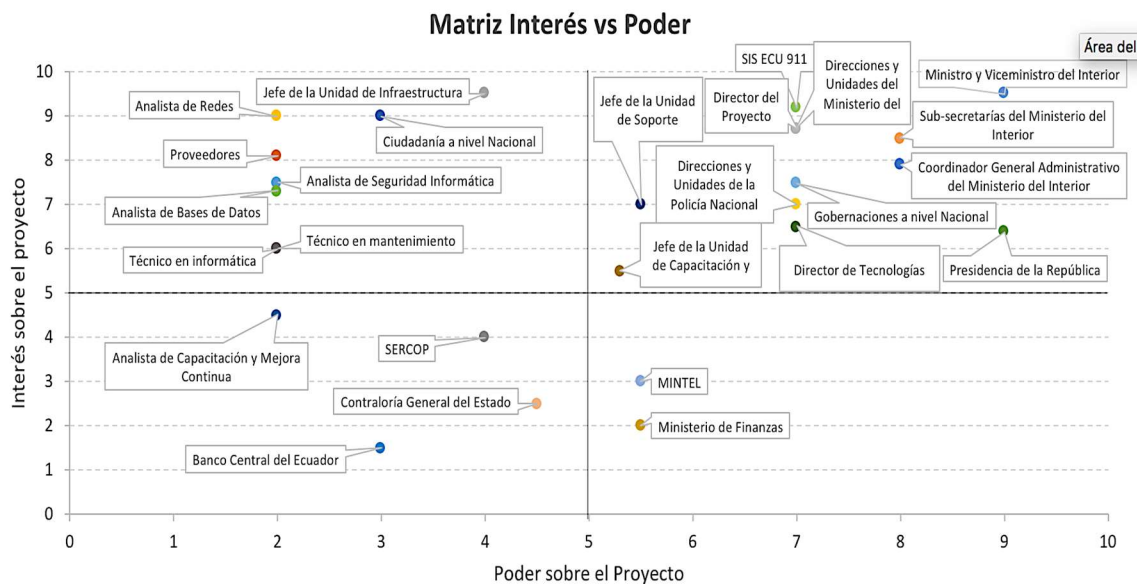 Matriz Interés vs Poder
Área del
Interés sobre el proyecto
10
9
8
7
6
5
4
3
2
1
0
Jefe de la Unidad de Infraestructura
Analista de Redes
Ciudadanía a nivel Nacional
Proveedores
Analista de Seguridad Informática
Analista de Bases de Datos
Técnico en mantenimiento
Técnico en informática
SIS ECU 911
Direcciones y
Unidades del
Ministerio del
Ministro y Viceministro del Interior
Jefe de la Unidad
de Soporte
Director del
Proyecto
Sub-secretarías del Ministerio del
Interior
Direcciones y
Unidades de la
Policía Nacional
Coordinador General Administrativo
del Ministerio del Interior
Gobernaciones a nivel Nacional
Jefe de la Unidad
de Capacitación y
Director de Tecnologías
Presidencia de la República
Analista de Capacitación y Mejora
Continua
SERCOP
Contraloría General del Estado
Banco Central del Ecuador
MINTEL
Ministerio de Finanzas
0 1 2 3 4 5 6 7 8 9 10
Poder sobre el Proyecto